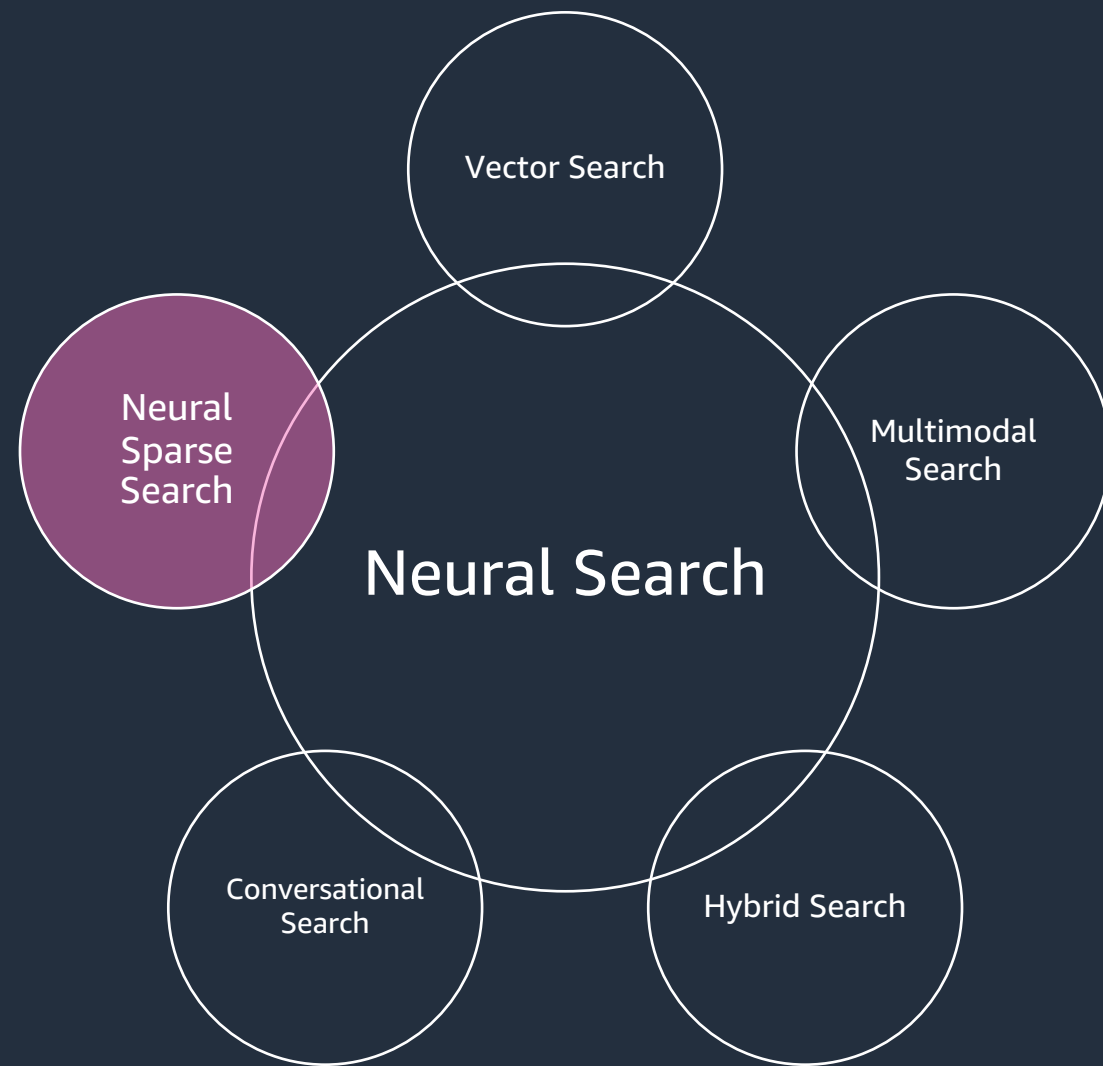 Vector Search
Neural
Sparse
Search
Multimodal
Search
Neural Search
Conversational
Search
Hybrid Search